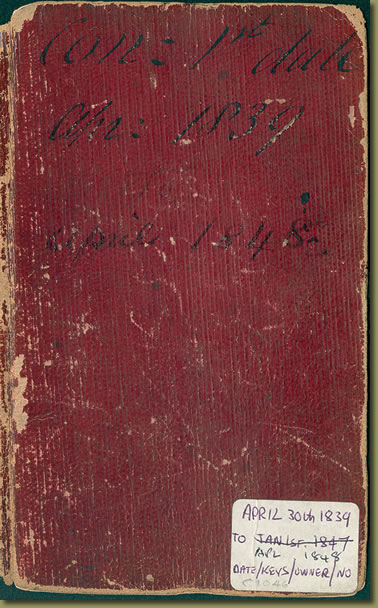 Com= 1st date
Apr= 1839
april 1848
APRIL 30th 1839
TO JAN 1ST. 1847
APL 1848
DATE/KEYS/OWNER/NO